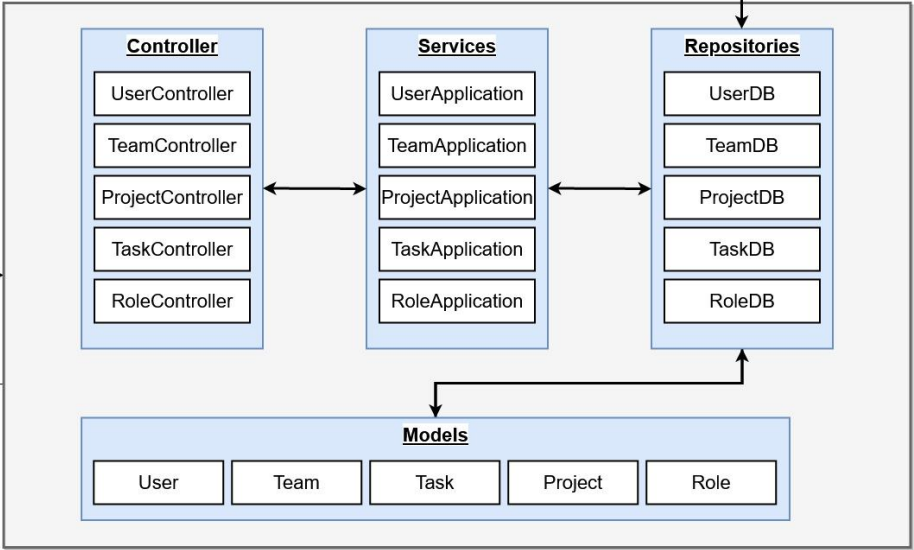 Controller
UserController
TeamController
ProjectController
TaskController
RoleController
Services
UserApplication
TeamApplication
ProjectApplication
TaskApplication
RoleApplication
Repositories
UserDB
TeamDB
ProjectDB
TaskDB
RoleDB
Models
User
Team
Task
Project
Role